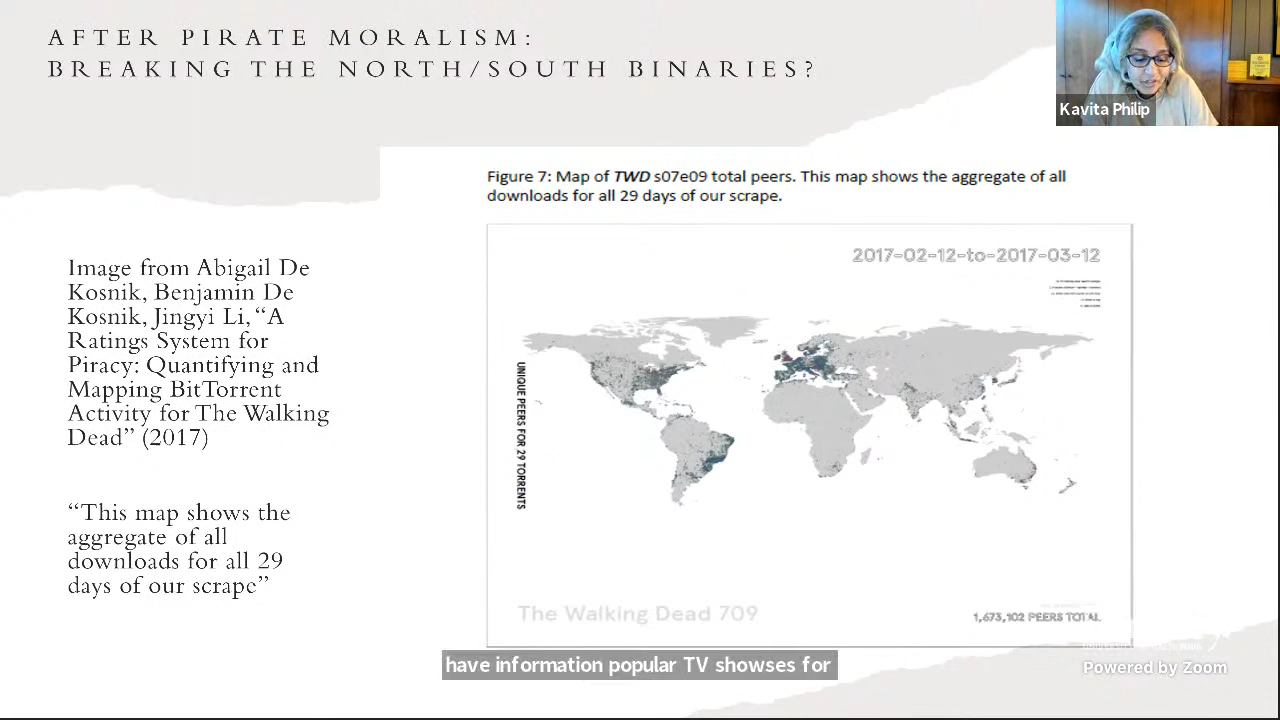 AFTER PIRATE MORALISM:
BREAKING THE NORTH/SOUTH BINARIES?
Kavita Philip
Figure 7: Map of TWD s07e09 total peers. This map shows the aggregate of all
downloads for all 29 days of our scrape.
2017-02-12-to-2017-03-12
Image from Abigail De
Kosnik, Benjamin De
Kosnik, Jingyi Li, “A
Ratings System for
Piracy: Quantifying and
Mapping BitTorrent
Activity for The Walking
Dead” (2017)
“This map shows the
aggregate of all
downloads for all 29
days of our scrape”
UNIQUE PEERS FOR 29 TORRENTS
The Walking Dead 709
1,673,102 PEERS TOTAL
have information popular TV showses for
Powered by Zoom